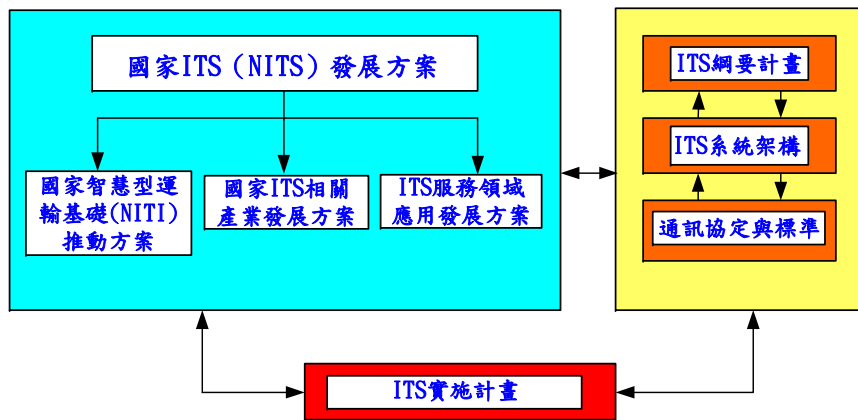 國家ITS（NITS）發展方案
國家智慧型運
輸基礎(NITI)
推動方案
國家ITS相關
產業發展方案
ITS服務領域
應用發展方案
ITS綱要計畫
ITS系統架構
通訊協定與標準
ITS實施計畫